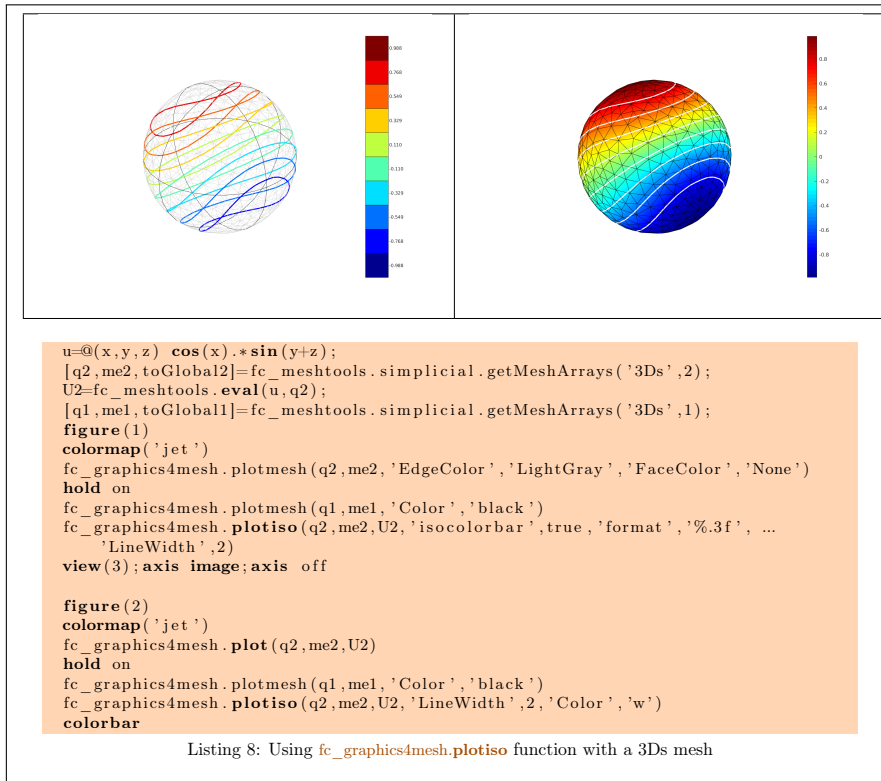 0.988
0.768
0.549
0.329
0.110
-0.110
-0.329
-0.549
-0.768
-0.988
0.8
0.6
0.4
0.2
0
-0.2
-0.4
-0.6
-0.8
u=@(x,y,z) cos(x).*sin(y+z);
[q2,me2,toGlobal2]=fc_meshtools.simplicial.getMeshArrays('3Ds',2);
U2=fc_meshtools.eval(u,q2);
[q1,me1,toGlobal1]=fc_meshtools.simplicial.getMeshArrays('3Ds',1);
figure(1)
colormap('jet')
fc_graphics4mesh.plotmesh(q2,me2,'EdgeColor','LightGray','FaceColor','None')
hold on
fc_graphics4mesh.plotmesh(q1,me1,'Color','black')
fc_graphics4mesh.plotiso(q2,me2,U2,'isocolorbar',true,'format','%.3f', ...
'LineWidth',2)
view(3);axis image;axis off
figure(2)
colormap('jet')
fc_graphics4mesh.plot(q2,me2,U2)
hold on
fc_graphics4mesh.plotmesh(q1,me1,'Color','black')
fc_graphics4mesh.plotiso(q2,me2,U2,'LineWidth',2,'Color','w')
colorbar
Listing 8: Using fc_graphics4mesh.plotiso function with a 3Ds mesh